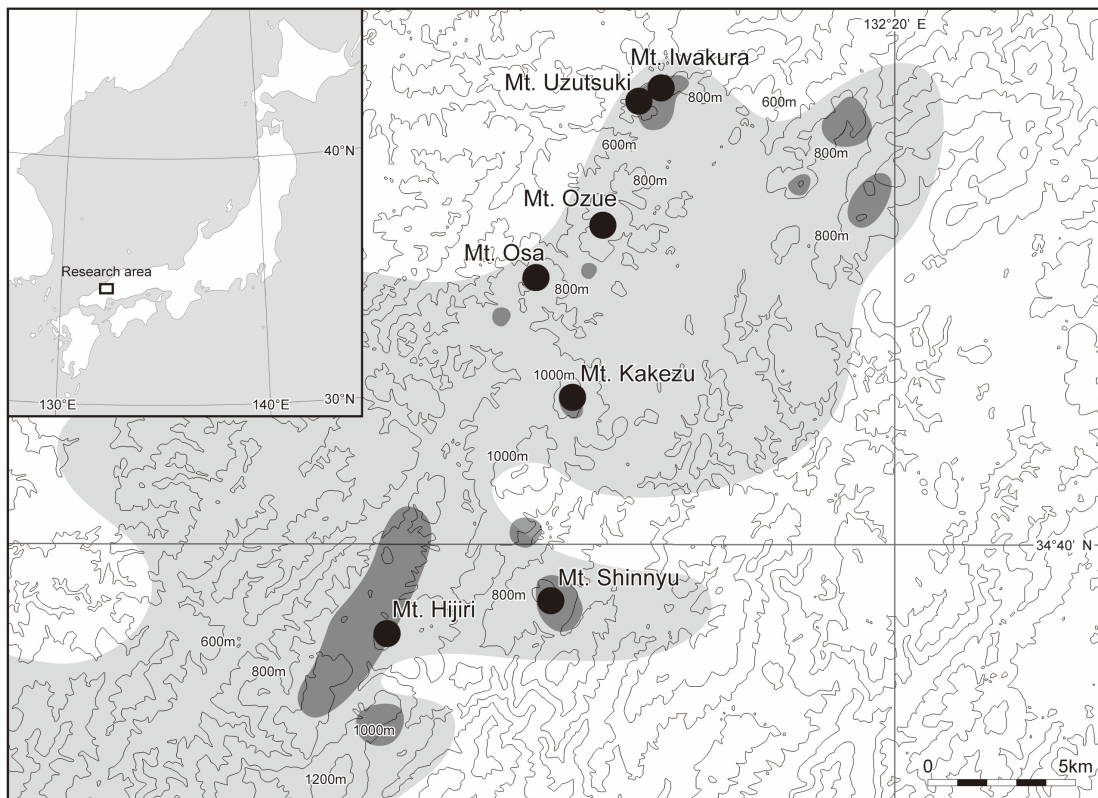 132°20′ E
Mt. Iwakura
Mt. Uzutsuki
800m
600m
40°N
Research area
600m
800m
800m
Mt. Ozue
800m
Mt. Osa
800m
1000m
Mt. Kakezu
130°E
140°E
30°N
1000m
34°40′ N
Mt. Shinnyu
800m
Mt. Hijiri
600m
800m
1000m
1200m
0
5km